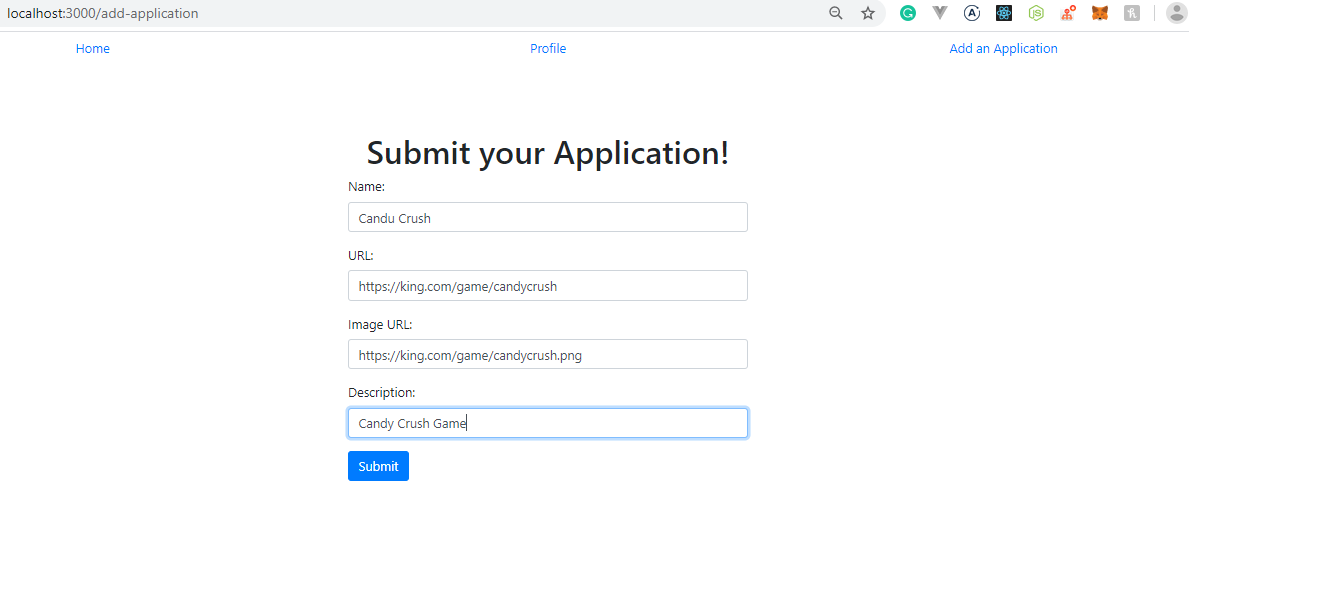 localhost:3000/add-application
Home Profile Add an Application
Submit your Application!
Name:
Candu Crush
URL:
https://king.com/game/candycrush
Image URL:
https://king.com/game/candycrush.png
Description:
Candy Crush Game
Submit